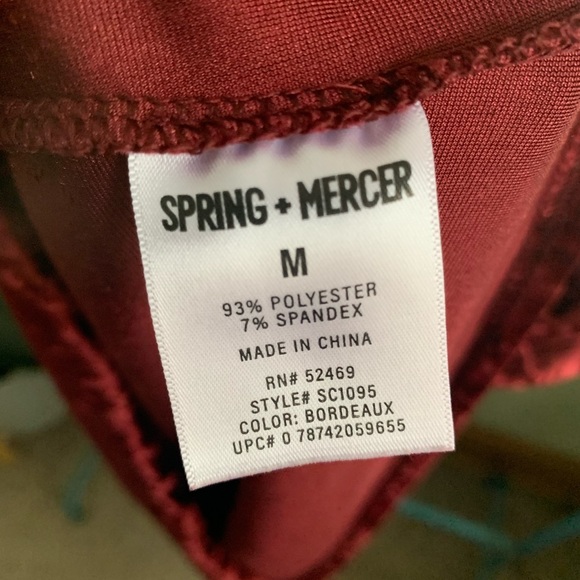 SPRING + MERCER
M
93% POLYESTER
7% SPANDEX
MADE IN CHINA
RN# 52469
STYLE# SC1095
COLOR: BORDEAUX
UPC# 0 78742059655